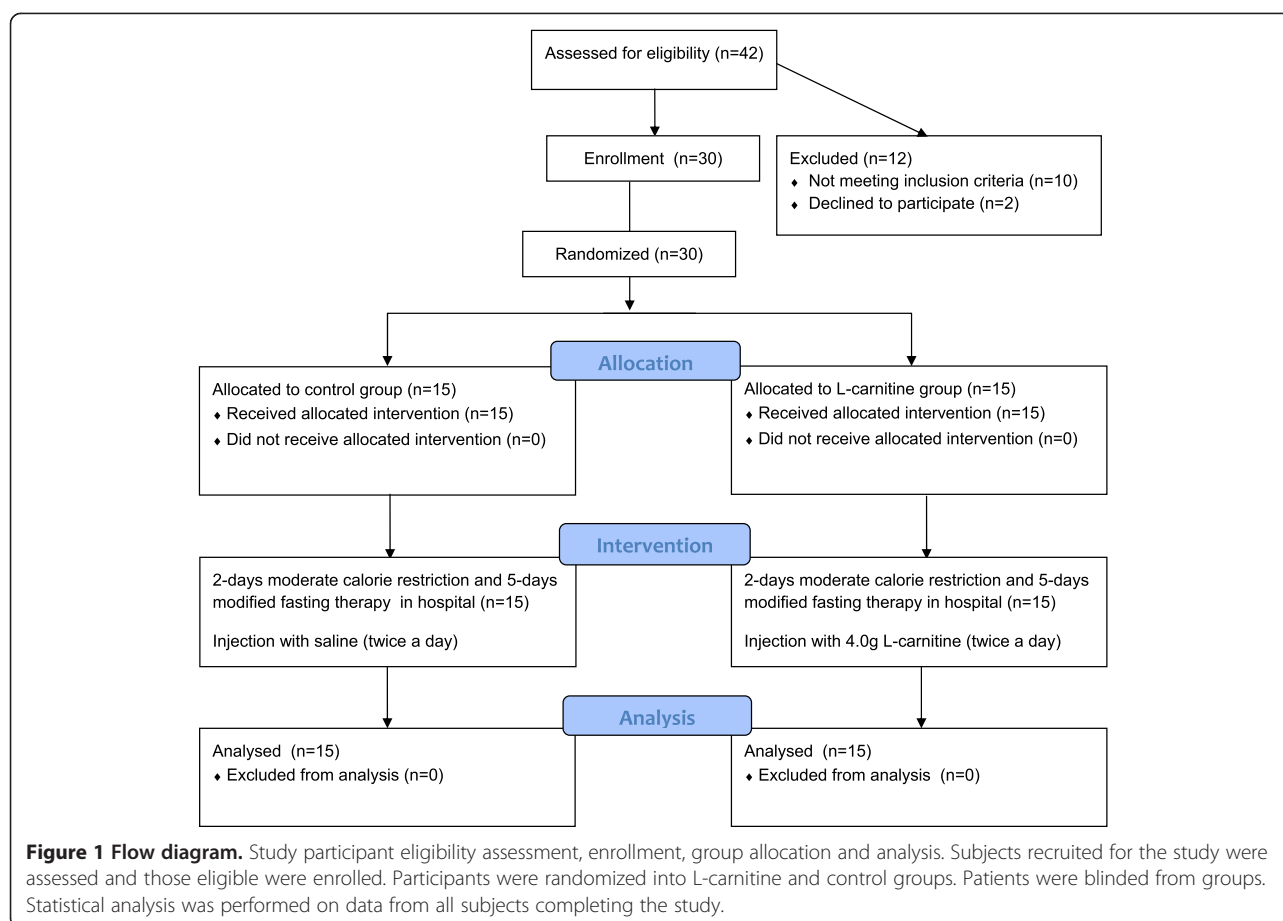 Assessed for eligibility (n=42)
Enrollment (n=30)
Excluded (n=12)
♦ Not meeting inclusion criteria (n=10)
♦ Declined to participate (n=2)
Randomized (n=30)
Allocation
Allocated to control group (n=15)
♦ Received allocated intervention (n=15)
♦ Did not receive allocated intervention (n=0)
Allocated to L-carnitine group (n=15)
♦ Received allocated intervention (n=15)
♦ Did not receive allocated intervention (n=0)
Intervention
2-days moderate calorie restriction and 5-days
modified fasting therapy in hospital (n=15)
Injection with saline (twice a day)
2-days moderate calorie restriction and 5-days
modified fasting therapy in hospital (n=15)
Injection with 4.0g L-carnitine (twice a day)
Analysis
Analysed (n=15)
♦ Excluded from analysis (n=0)
Analysed (n=15)
♦ Excluded from analysis (n=0)
Figure 1 Flow diagram. Study participant eligibility assessment, enrollment, group allocation and analysis. Subjects recruited for the study were
assessed and those eligible were enrolled. Participants were randomized into L-carnitine and control groups. Patients were blinded from groups.
Statistical analysis was performed on data from all subjects completing the study.